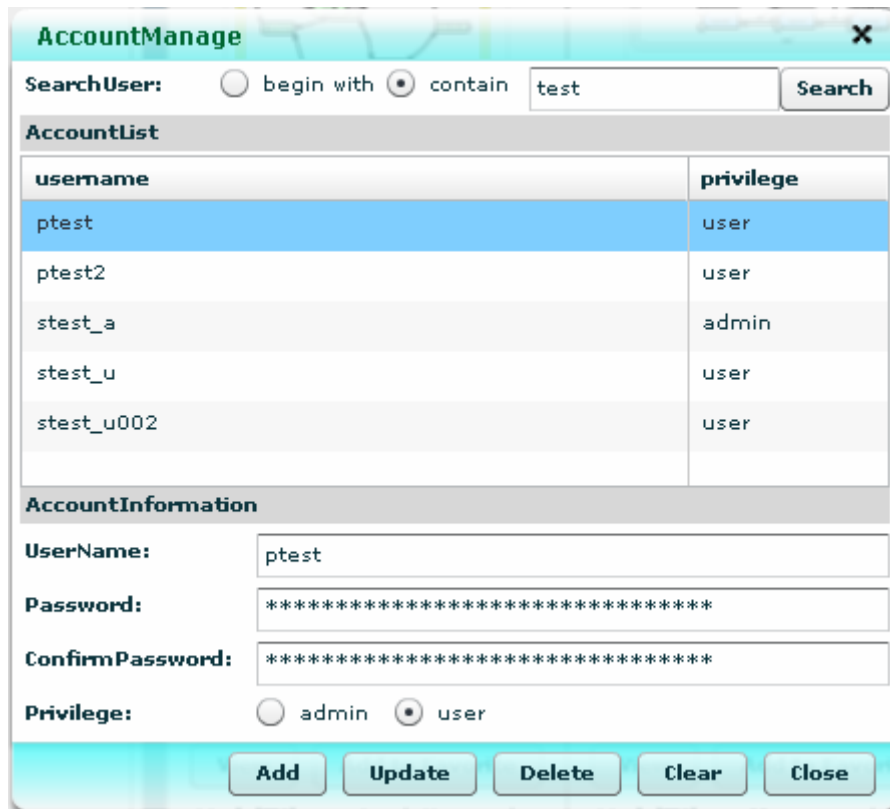 AccountManage
SearchUser: begin with contain test Search
AccountList
username privilege
ptest user
ptest2 user
stest_a admin
stest_u user
stest_u002 user
AccountInformation
UserName: ptest
Password: ********************************
ConfirmPassword: ********************************
Privilege: admin user
Add Update Delete Clear Close